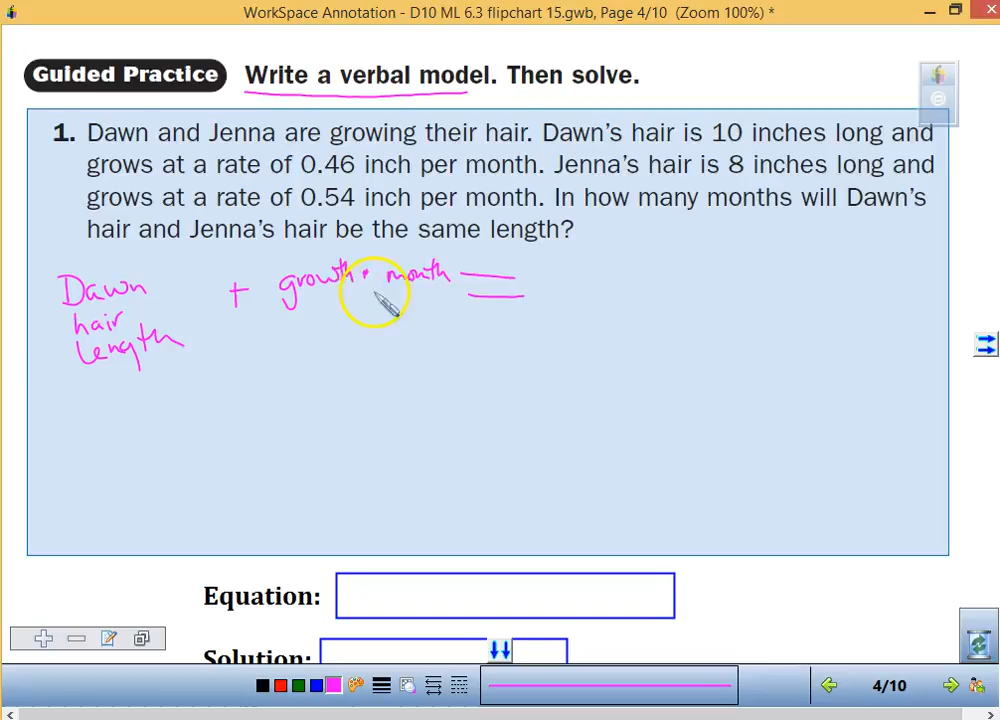 WorkSpace Annotation - D10 ML 6.3 flipchart 15.gwb, Page 4/10 (Zoom 100%) *
Guided Practice Write a verbal model. Then solve.
1. Dawn and Jenna are growing their hair. Dawn's hair is 10 inches long and
grows at a rate of 0.46 inch per month. Jenna's hair is 8 inches long and
grows at a rate of 0.54 inch per month. In how many months will Dawn's
hair and Jenna's hair be the same length?
Dawn + growth · month =
hair
length
Equation:
Solution:
4/10